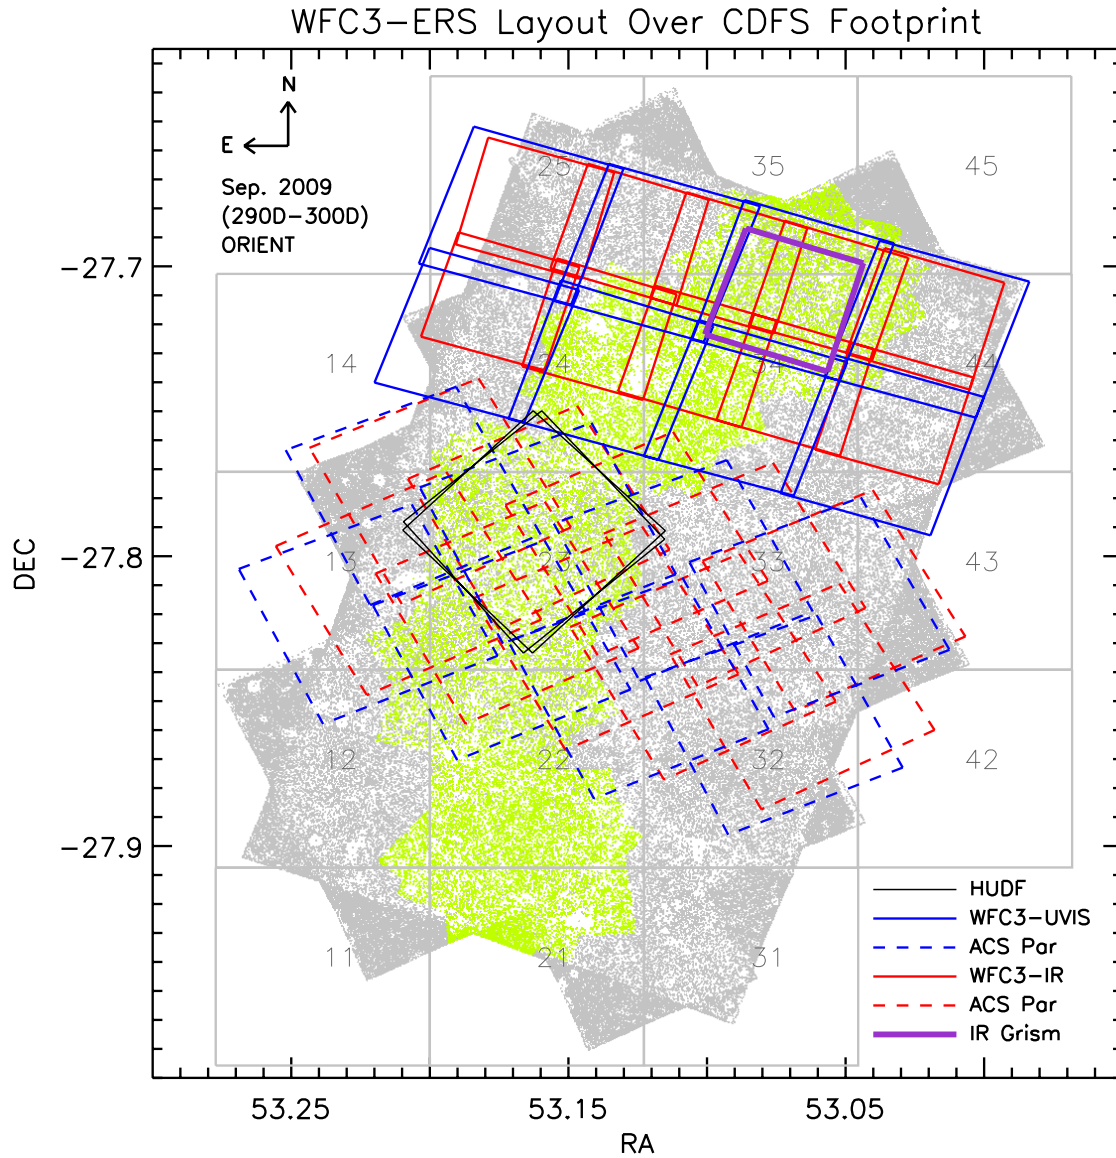 WFC3-ERS Layout Over CDFS Footprint
N
E
Sep. 2009
(290D-300D)
ORIENT
25
35
45
14
24
34
44
13
23
33
43
12
22
32
42
11
21
31
-27.7
-27.8
-27.9
DEC
HUDF
WFC3-UVIS
ACS Par
WFC3-IR
ACS Par
IR Grism
53.25
53.15
53.05
RA